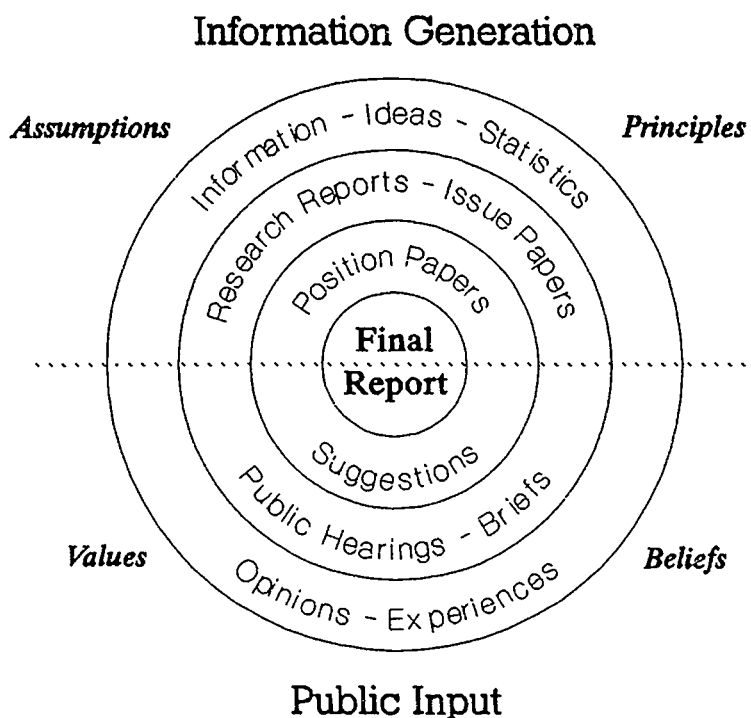 Information Generation
Assumptions
Principles
Information - Ideas - Statistics
Research Reports - Issue Papers
Position Papers
Final
Report
Suggestions
Public Hearings - Briefs
Values
Beliefs
Opinions - Experiences
Public Input